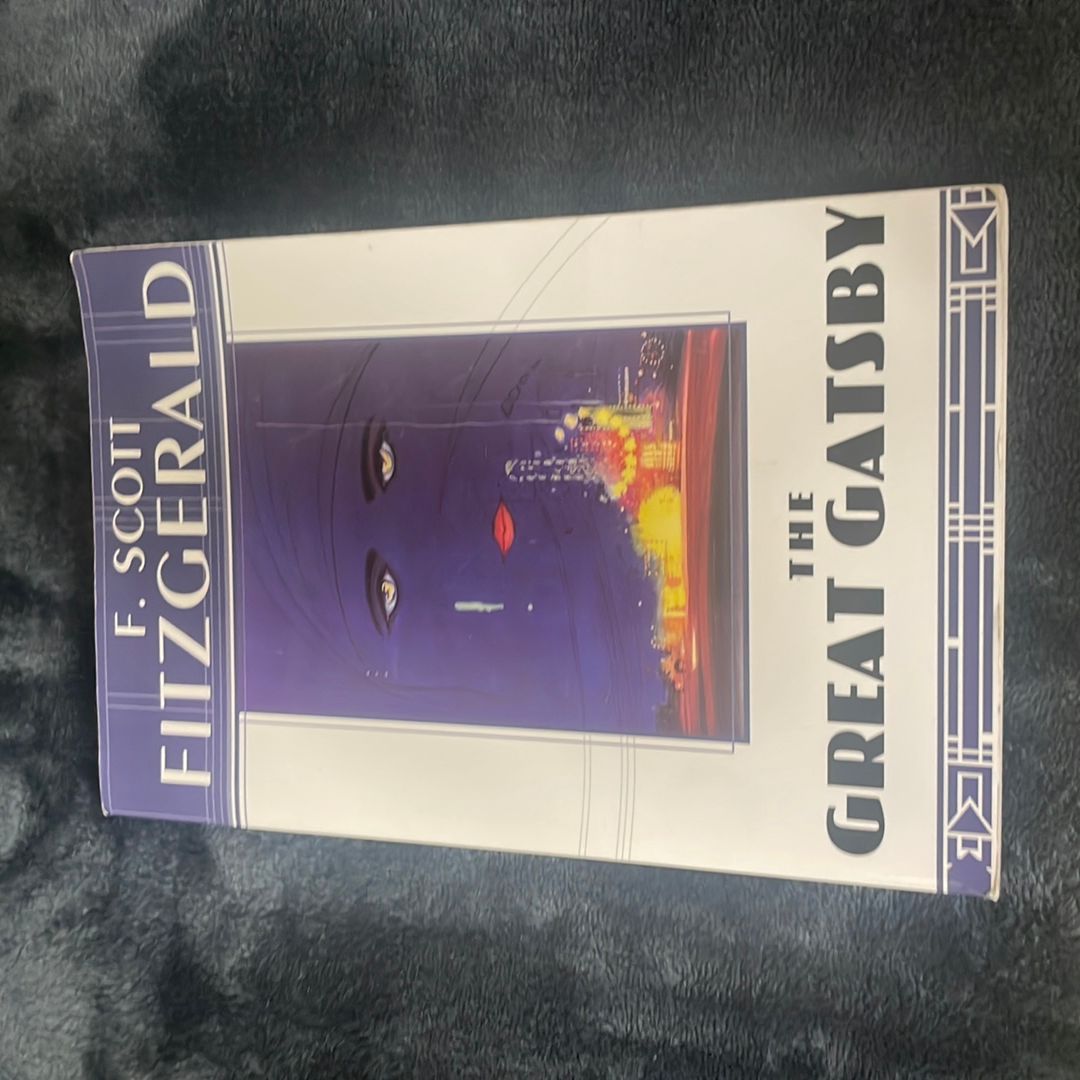 F. SCOTT
FITZGERALD
THE
GREAT GATSBY